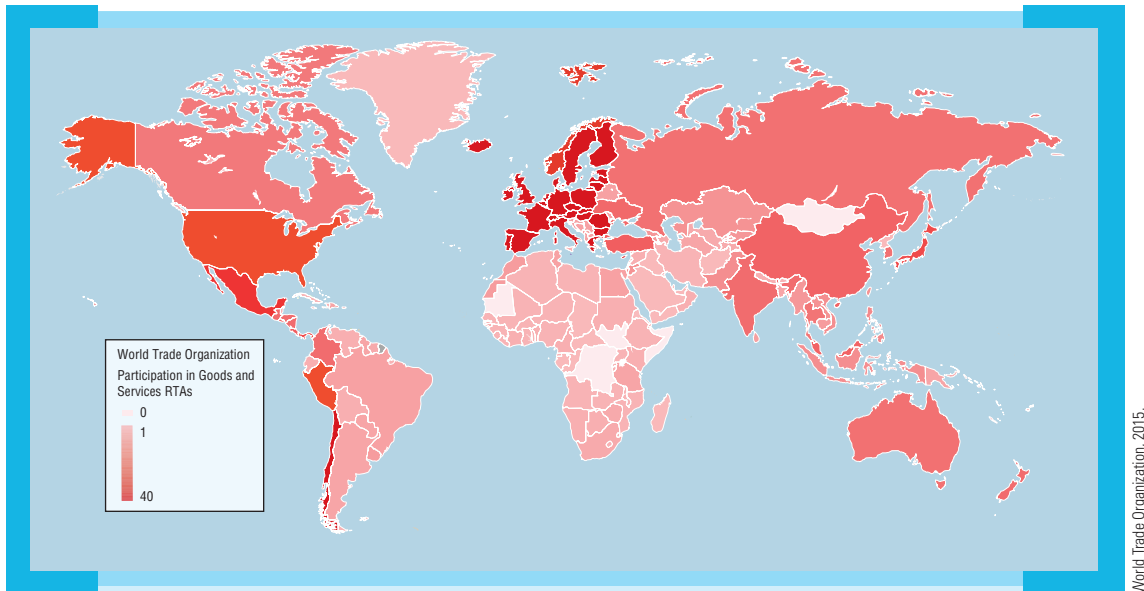 World Trade Organization
Participation in Goods and
Services RTAs
0
1
40
World Trade Organization, 2015.